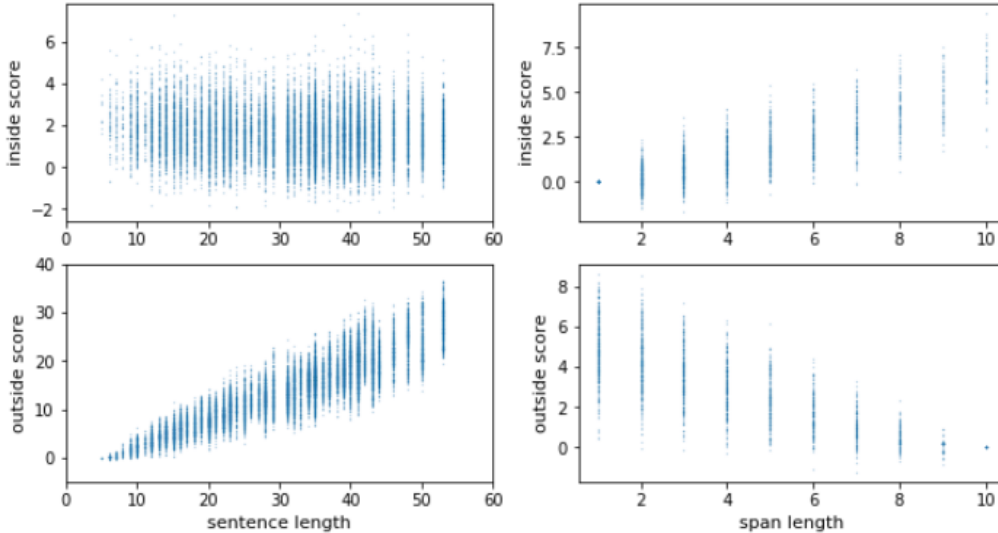 inside score
6
4
2
0
−2
0 10 20 30 40 50 60
inside score
7.5
5.0
2.5
0.0
2 4 6 8 10
outside score
40
30
20
10
0
0 10 20 30 40 50 60
sentence length
outside score
8
6
4
2
0
2 4 6 8 10
span length